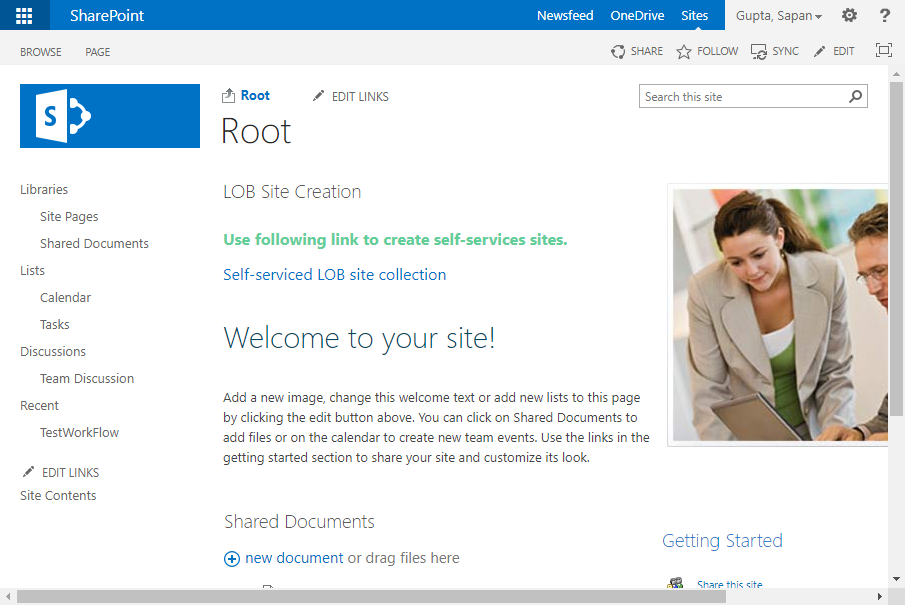 SharePoint
Newsfeed OneDrive Sites Gupta, Sapan ?
BROWSE PAGE SHARE FOLLOW SYNC EDIT
S
Root EDIT LINKS
Search this site
Root
Libraries
Site Pages
Shared Documents
Lists
Calendar
Tasks
Discussions
Team Discussion
Recent
TestWorkFlow
EDIT LINKS
Site Contents
LOB Site Creation
Use following link to create self-services sites.
Self-serviced LOB site collection
Welcome to your site!
Add a new image, change this welcome text or add new lists to this page
by clicking the edit button above. You can click on Shared Documents to
add files or on the calendar to create new team events. Use the links in the
getting started section to share your site and customize its look.
Shared Documents
new document or drag files here
Getting Started
Share this site